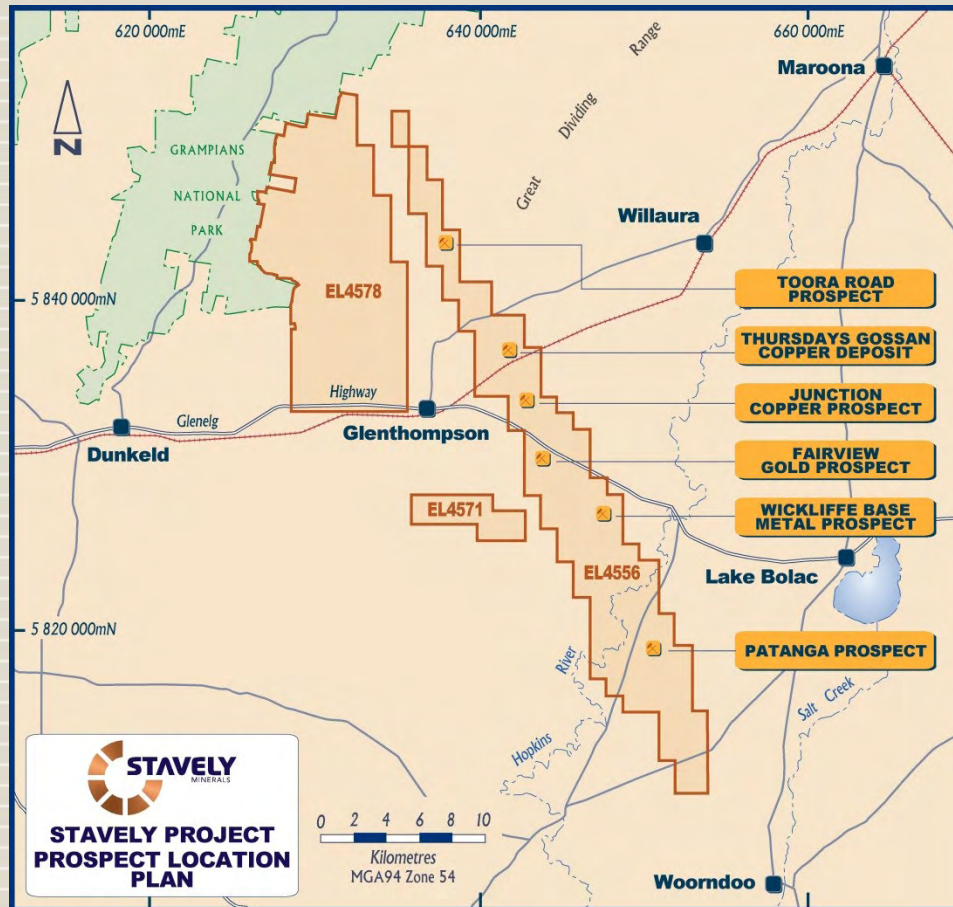 620 000mE
640 000mE
660 000mE
Range
Dividing
Great
Maroona
N
GRAMPIANS
NATIONAL
PARK
Willaura
5 840 000mN
EL4578
TOORA ROAD
PROSPECT
THURSDAYS GOSSAN
COPPER DEPOSIT
JUNCTION
COPPER PROSPECT
Highway
Glenelg
Glenthompson
Dunkeld
FAIRVIEW
GOLD PROSPECT
EL4571
WICKLIFFE BASE
METAL PROSPECT
EL4556
Lake Bolac
5 820 000mN
PATANGA PROSPECT
River
Hopkins
Salt Creek
STAVELY
MINERALS
STAVELY PROJECT
PROSPECT LOCATION
PLAN
0 2 4 6 8 10
Kilometres
MGA94 Zone 54
Woorndoo